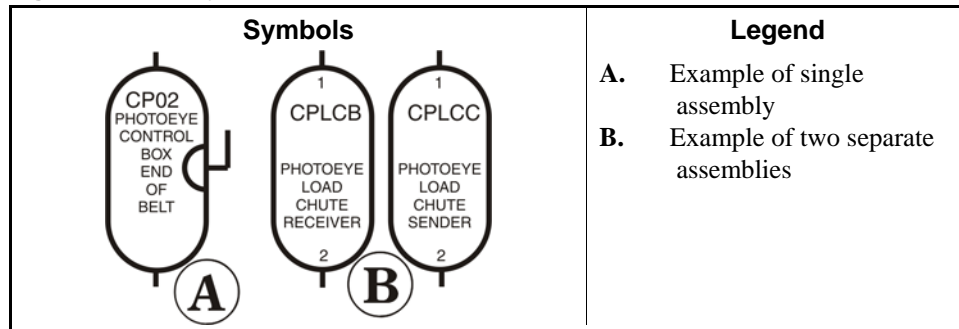 Symbols
CP02
PHOTOEYE
CONTROL
BOX
END
OF
BELT
A
1
CPLCB
PHOTOEYE
LOAD
CHUTE
RECEIVER
2
1
CPLCC
PHOTOEYE
LOAD
CHUTE
SENDER
2
B
Legend
A. Example of single
assembly
B. Example of two separate
assemblies